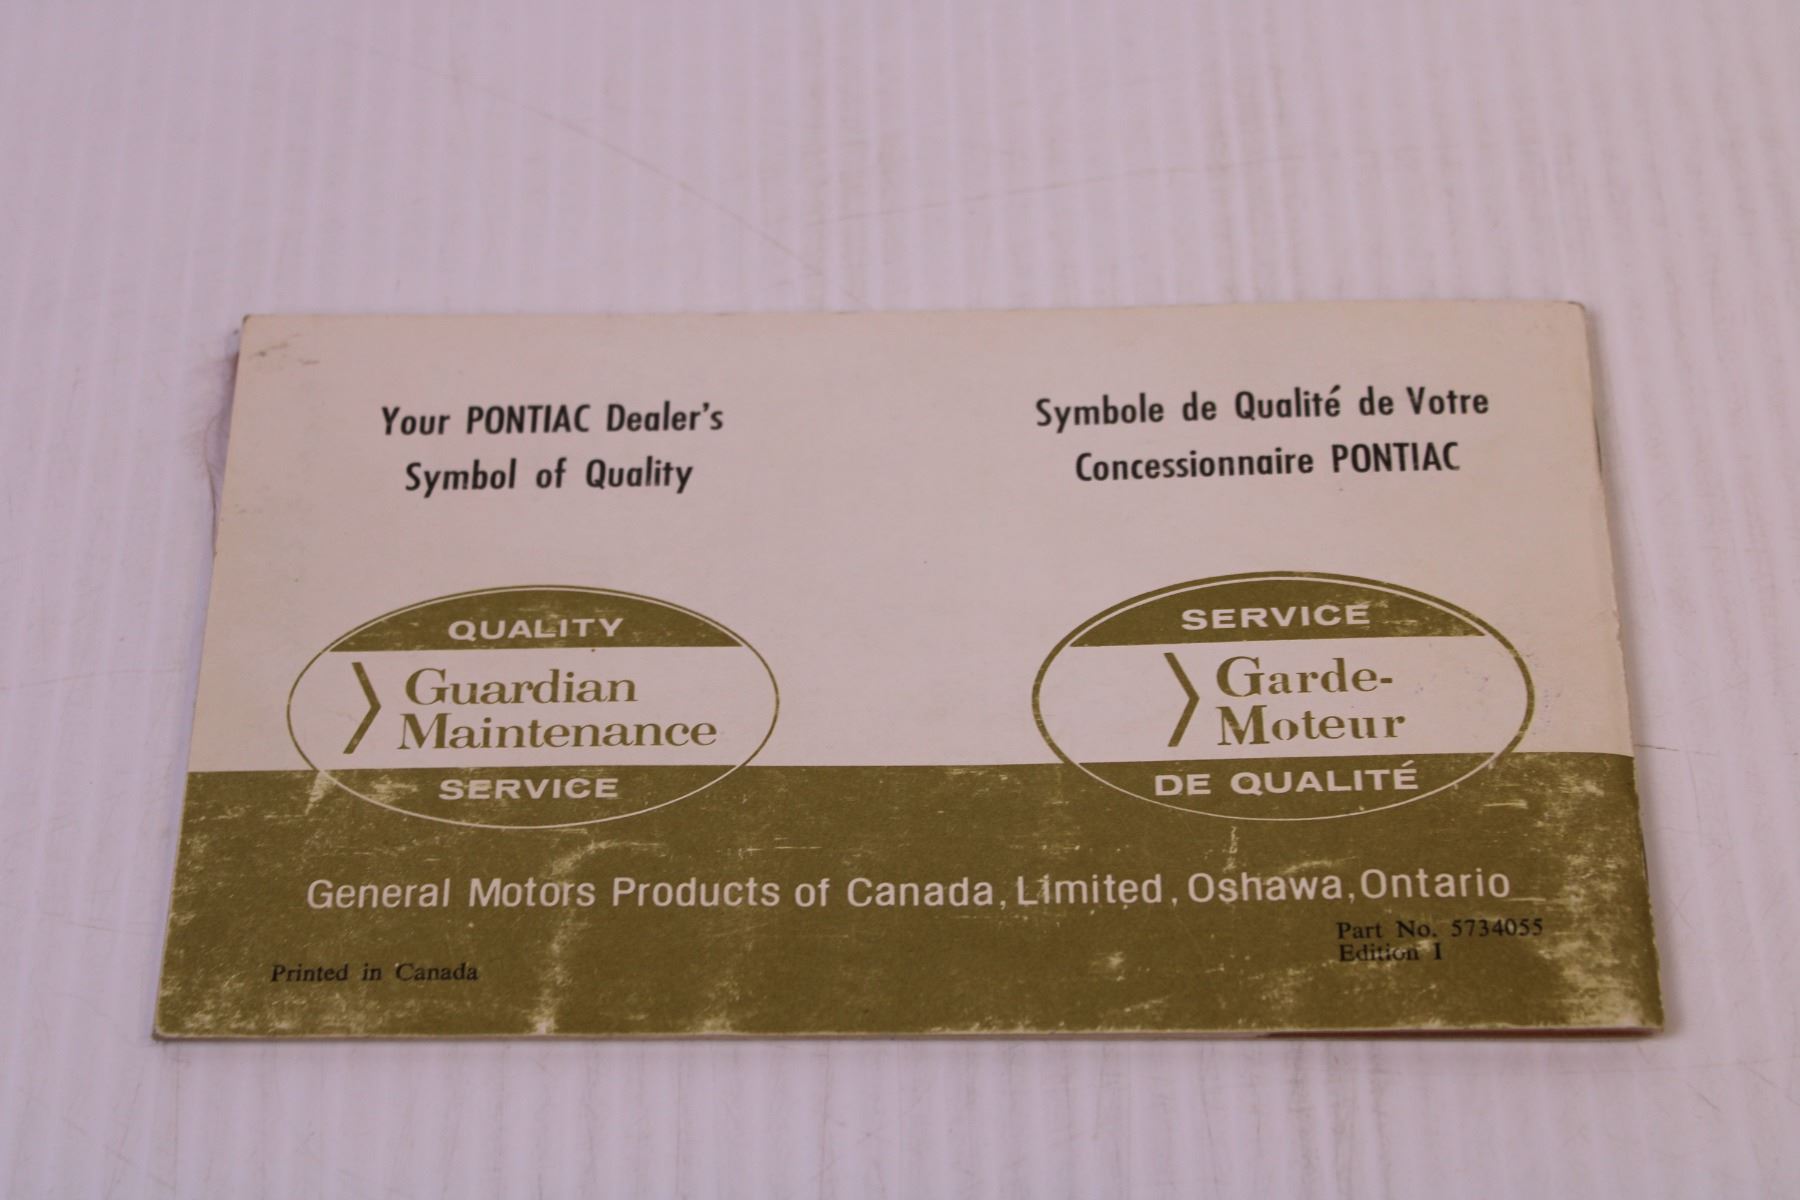 Your PONTIAC Dealer's
Symbol of Quality
Symbole de Qualité de Votre
Concessionnaire PONTIAC
QUALITY
Guardian
Maintenance
SERVICE
SERVICE
Garde-
Moteur
DE QUALITÉ
General Motors Products of Canada, Limited, Oshawa, Ontario
Part No. 5734055
Edition I
Printed in Canada